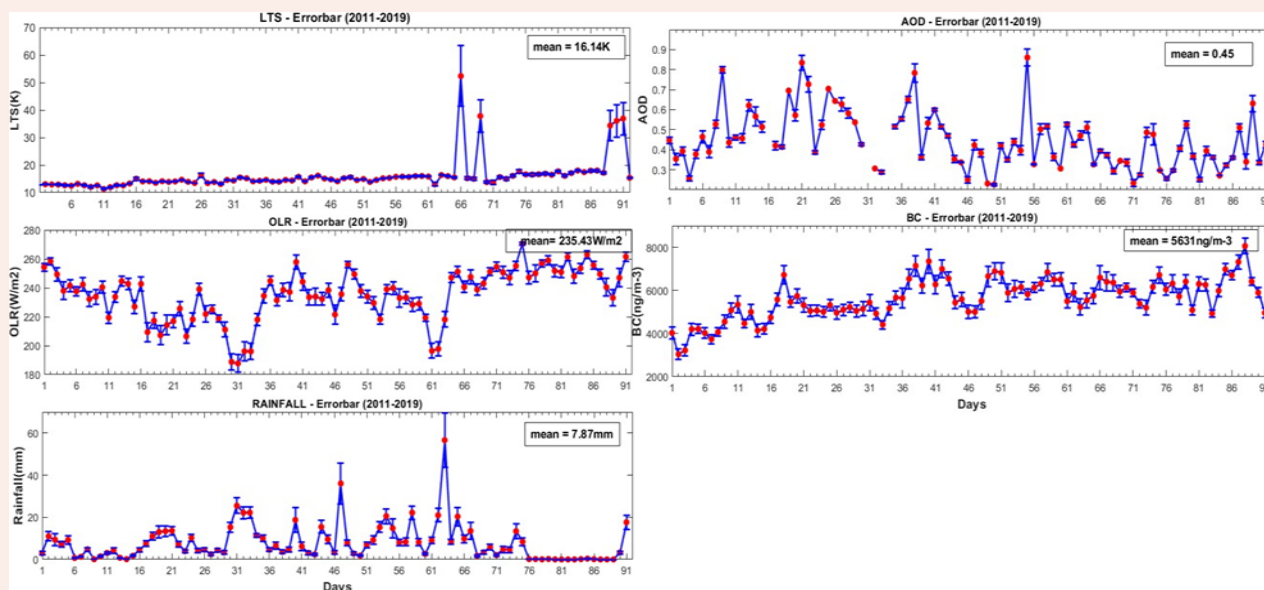 LTS - Errorbar (2011-2019)
mean = 16.14K
LTS(K)
70
60
50
40
30
20
10
6 11 16 21 26 31 36 41 46 51 56 61 66 71 76 81 86 91
AOD - Errorbar (2011-2019)
mean = 0.45
AOD
0.9
0.8
0.7
0.6
0.5
0.4
0.3
1 6 11 16 21 26 31 36 41 46 51 56 61 66 71 76 81 86 91
OLR - Errorbar (2011-2019)
mean= 235.43W/m2
OLR(W/m2)
280
260
240
220
200
180
1 6 11 16 21 26 31 36 41 46 51 56 61 66 71 76 81 86 91
BC - Errorbar (2011-2019)
mean = 5631ng/m-3
BC(ng/m-3)
8000
6000
4000
2000
1 6 11 16 21 26 31 36 41 46 51 56 61 66 71 76 81 86
Days
RAINFALL - Errorbar (2011-2019)
mean = 7.87mm
Rainfall(mm)
60
40
20
0
1 6 11 16 21 26 31 36 41 46 51 56 61 66 71 76 81 86 91
Days